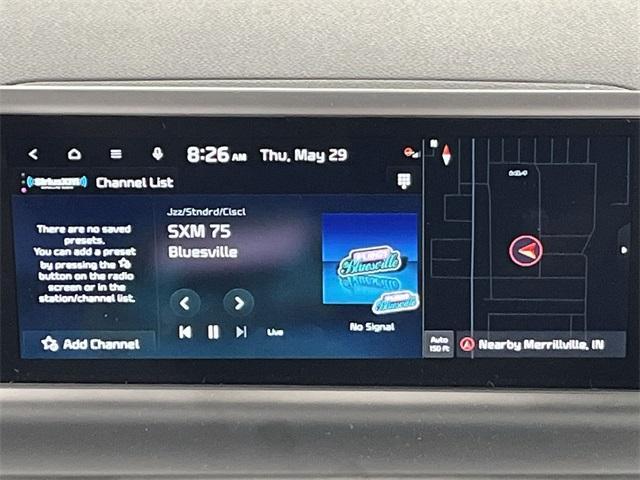 8:26 AM Thu, May 29
SiriusXM Channel List
There are no saved
presets.
You can add a preset
by pressing the
button on the radio
screen or in the
station/channel list.
Add Channel
Jzz/Stndrd/Clscl
SXM 75
Bluesville
Live
Bluesville
No Signal
Auto
150 ft
Nearby Merrillville, IN